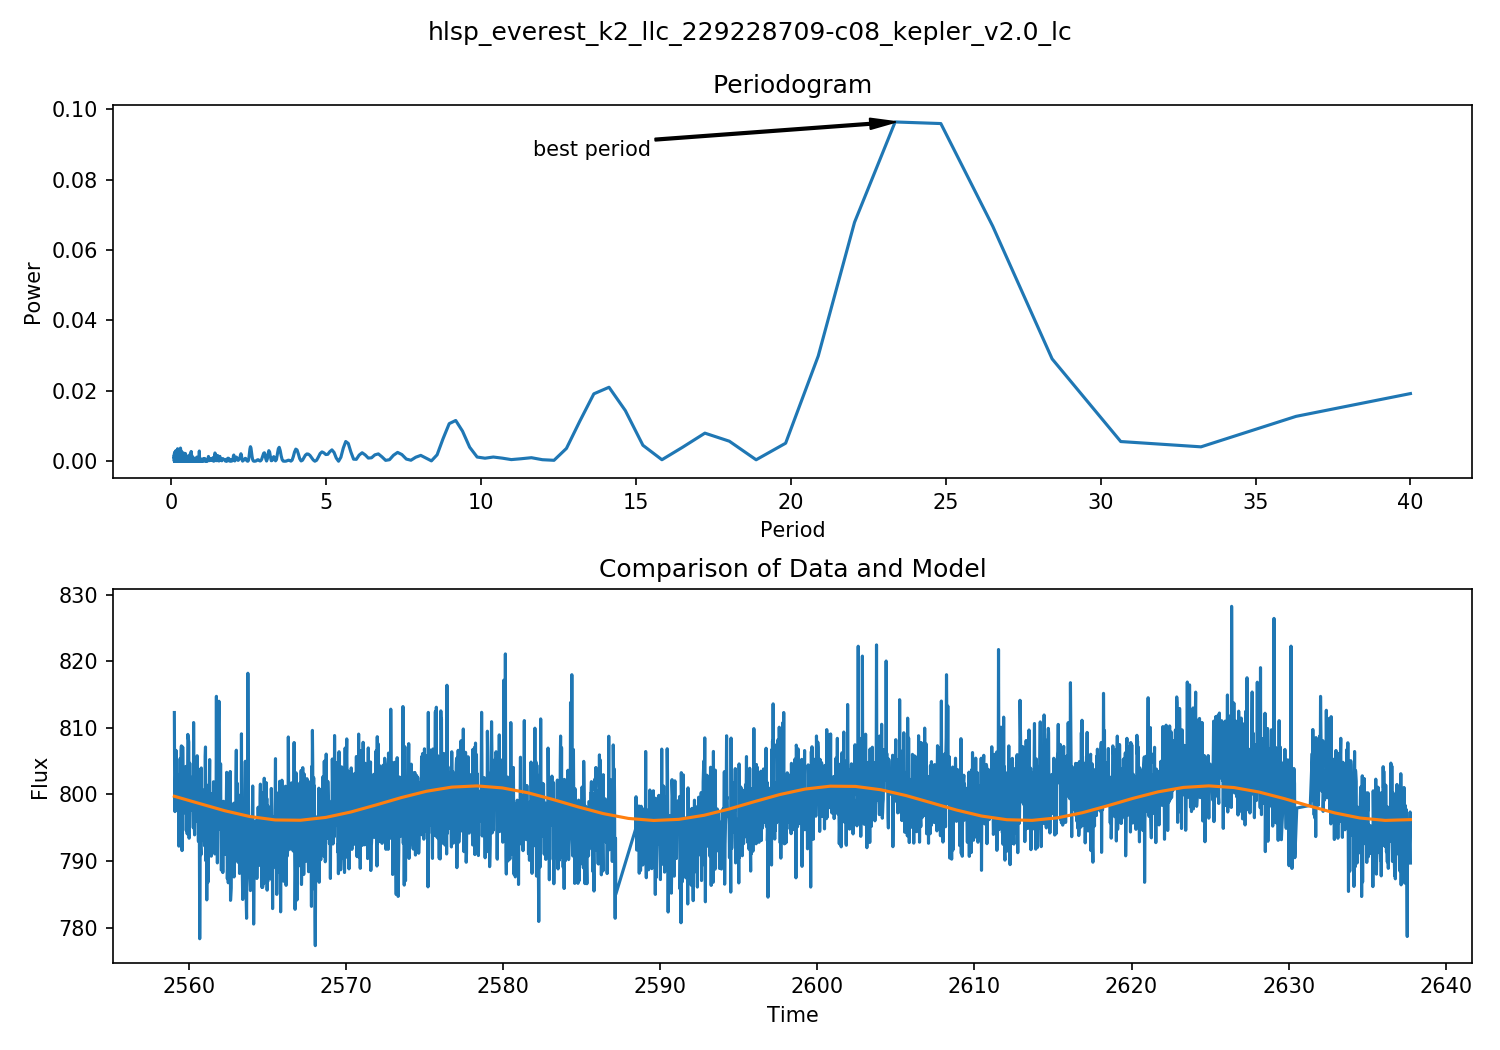 hlsp_everest_k2_llc_229228709-c08_kepler_v2.0_lc
Periodogram
0.10
0.08
0.06
0.04
0.02
0.00
Power
best period
0 5 10 15 20 25 30 35 40
Period
Comparison of Data and Model
830
820
810
800
790
780
Flux
2560 2570 2580 2590 2600 2610 2620 2630 2640
Time